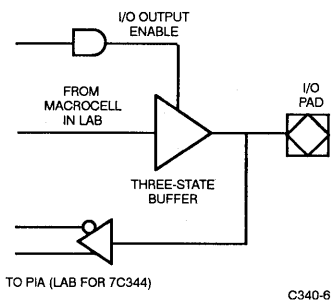 I/O OUTPUT
ENABLE
FROM
MACROCELL
IN LAB
I/O
PAD
THREE-STATE
BUFFER
TO PIA (LAB FOR 7C344)
C340-6